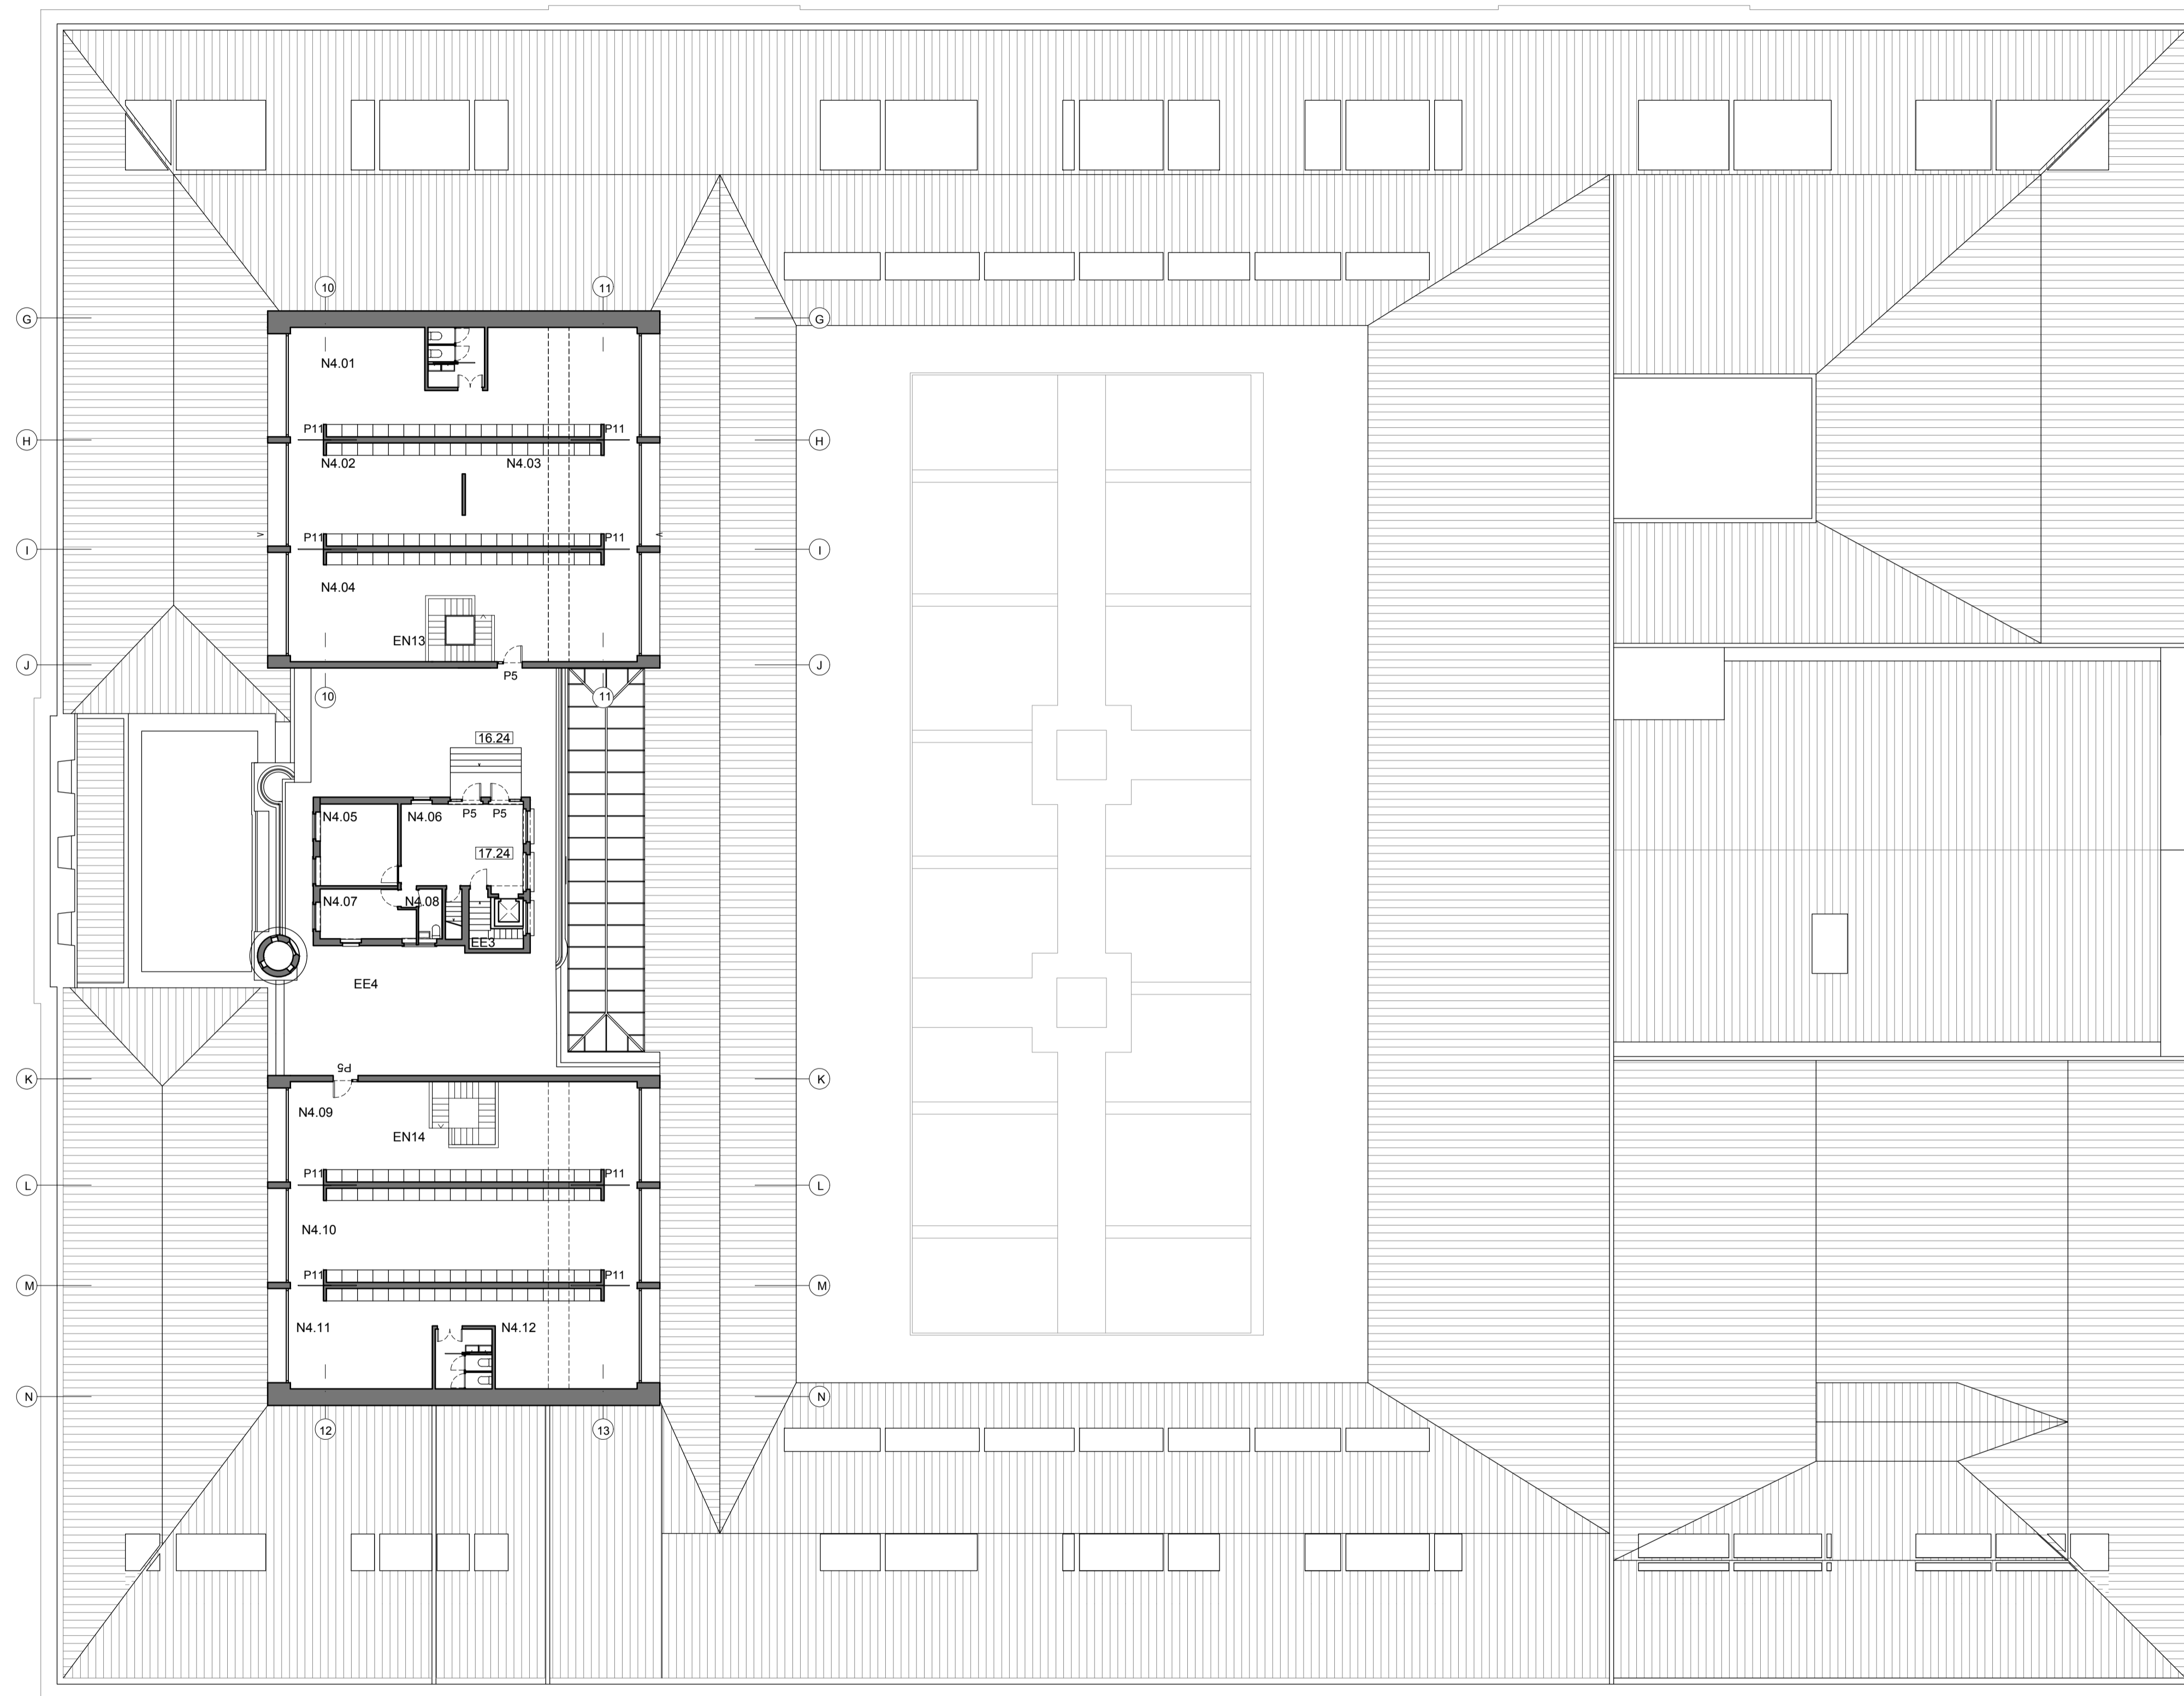 10 11
G G
N4.01
P11 P11
H H
N4.02 N4.03
P11 P11
I I
N4.04
EN13
J J
P5
10 11
16.24
N4.05 N4.06 P5 P5
17.24
N4.07 N4.08
EE3
EE4
P5
K K
N4.09
EN14
P11 P11
L L
N4.10
P11 P11
M M
N4.11 N4.12
N N
12 13